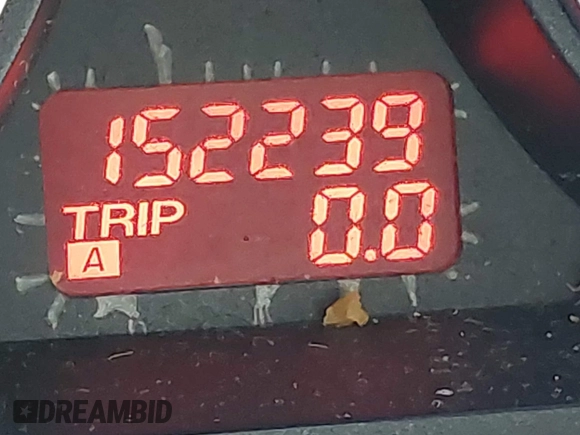 152239
TRIP
A
0.0
DREAMBID